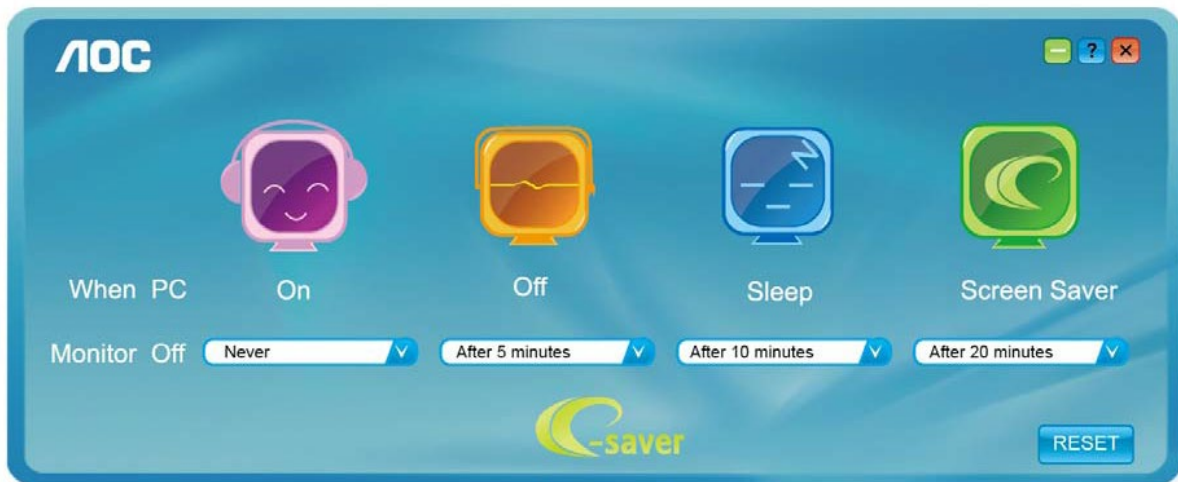 AOC
?
When PC On Off Sleep Screen Saver
Monitor Off Never After 5 minutes After 10 minutes After 20 minutes
e-saver
RESET